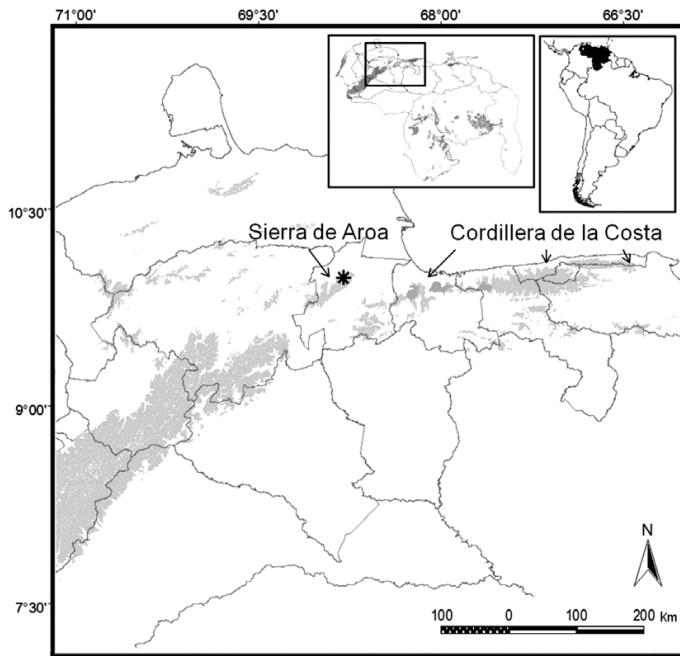 71°00' 69°30' 68°00' 66°30'
10°30'
Sierra de Aroa Cordillera de la Costa
9°00'
N
7°30'
100 0 100 200 Km